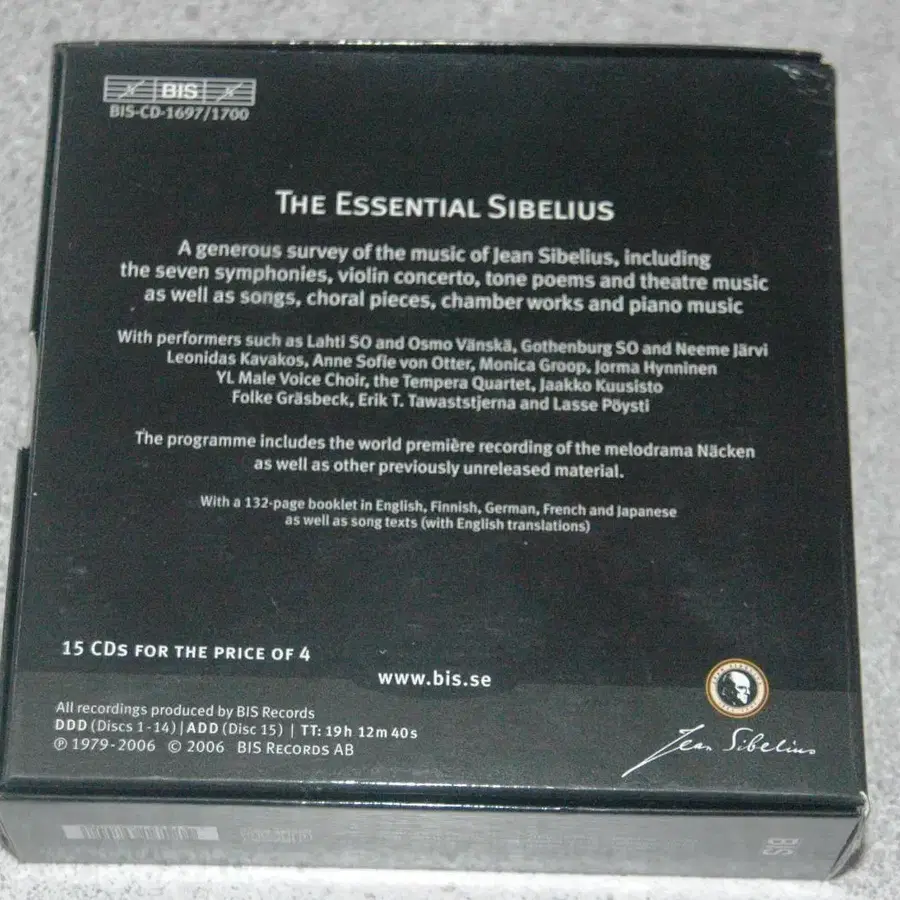 BIS
BIS-CD-1697/1700
THE ESSENTIAL SIBELIUS
A generous survey of the music of Jean Sibelius, including
the seven symphonies, violin concerto, tone poems and theatre music
as well as songs, choral pieces, chamber works and piano music
With performers such as Lahti SO and Osmo Vänskä, Gothenburg SO and Neeme Järvi
Leonidas Kavakos, Anne Sofie von Otter, Monica Groop, Jorma Hynninen
YL Male Voice Choir, the Tempera Quartet, Jaakko Kuusisto
Folke Gräsbeck, Erik T. Tawaststjerna and Lasse Pöysti
The programme includes the world première recording of the melodrama Näcken
as well as other previously unreleased material.
With a 132-page booklet in English, Finnish, German, French and Japanese
as well as song texts (with English translations)
15 CDS FOR THE PRICE OF 4
www.bis.se
All recordings produced by BIS Records
DDD (Discs 1-14) | ADD (Disc 15) | TT: 19h 12m 40s
℗ 1979-2006 © 2006 BIS RECORDS AB
Jean Sibelius
BIS